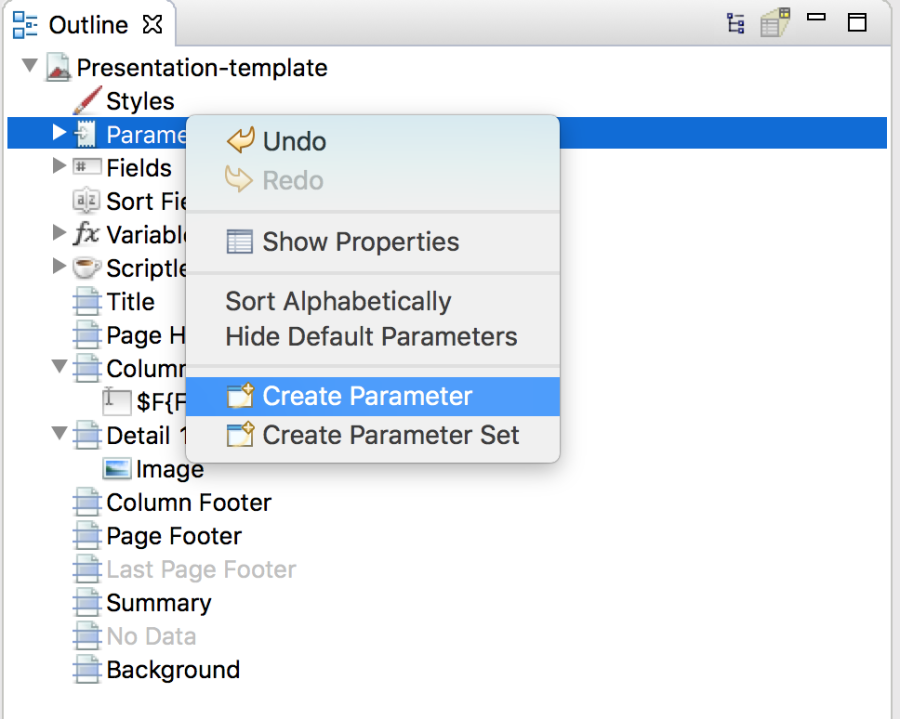 Outline
Presentation-template
Styles
Parame
Undo
Fields
Redo
Sort Fie
Variabl
Show Properties
Scriptle
Title
Sort Alphabetically
Page H
Hide Default Parameters
Column
$F{F
Create Parameter
Detail 1
Create Parameter Set
Image
Column Footer
Page Footer
Last Page Footer
Summary
No Data
Background